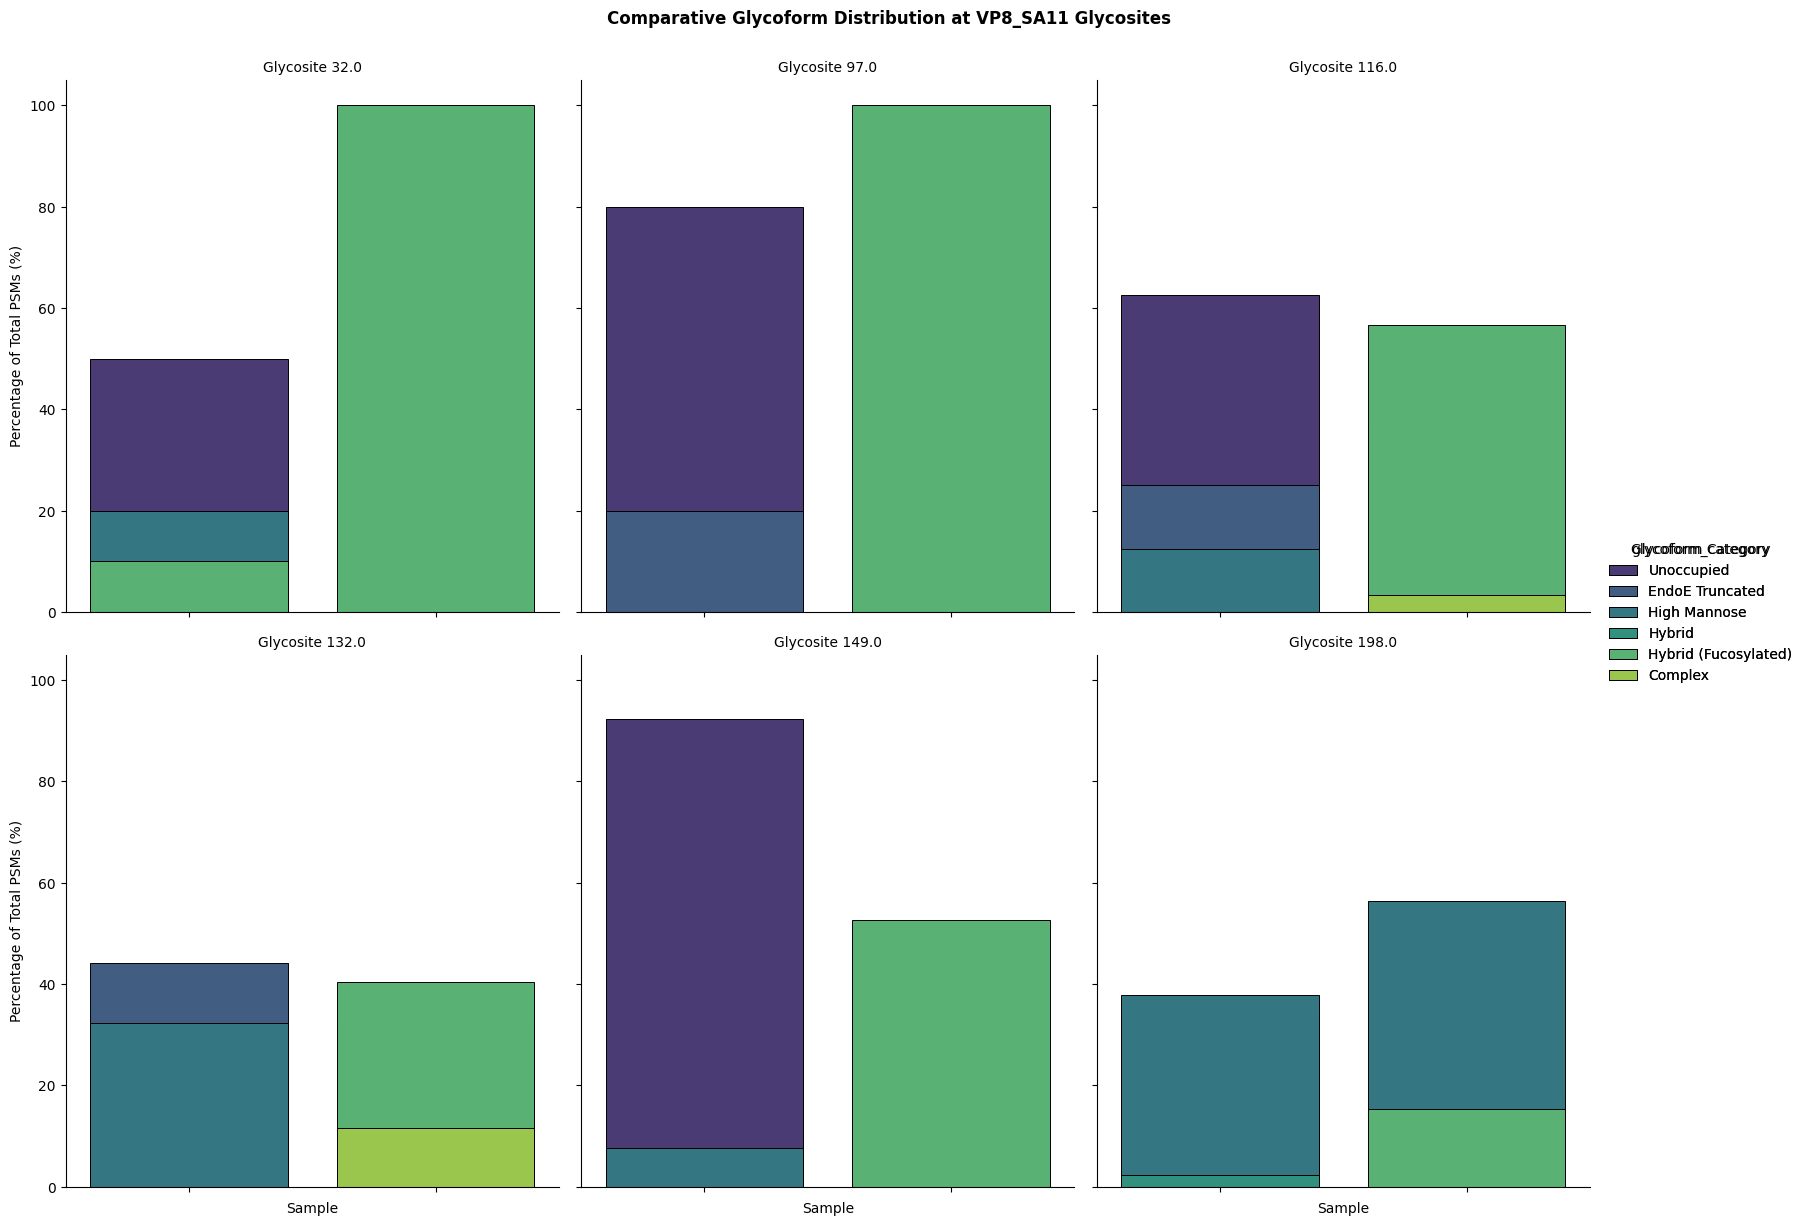 Comparative Glycoform Distribution at VP8_SA11 Glycosites
Glycosite 32.0
Glycosite 97.0
Glycosite 116.0
Percentage of Total PSMs (%)
100
80
60
40
20
0
Glycoform_Category
Glycoform Category
Unoccupied
EndoE Truncated
High Mannose
Hybrid
Hybrid (Fucosylated)
Complex
Glycosite 132.0
Glycosite 149.0
Glycosite 198.0
Percentage of Total PSMs (%)
100
80
60
40
20
0
Sample
Sample
Sample